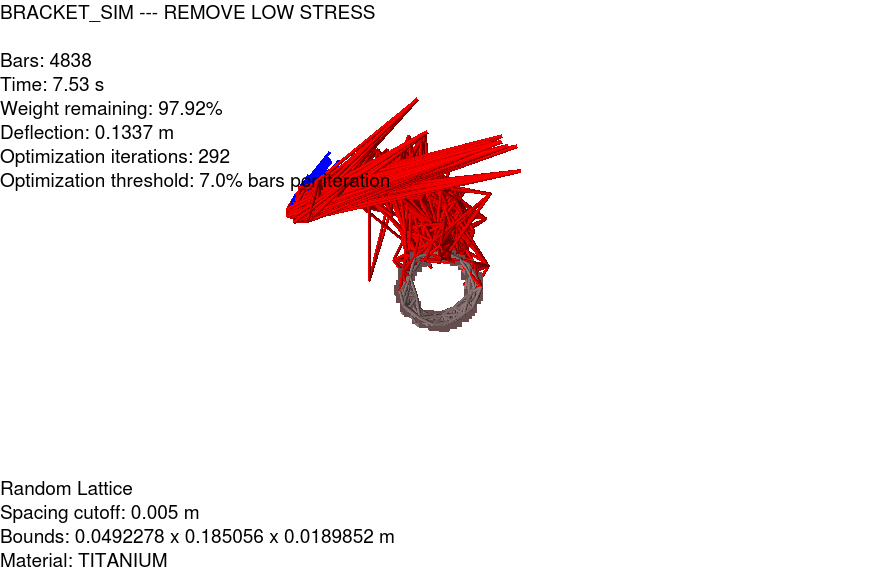 BRACKET_SIM --- REMOVE LOW STRESS
Bars: 4838
Time: 7.53 s
Weight remaining: 97.92%
Deflection: 0.1337 m
Optimization iterations: 292
Optimization threshold: 7.0% bars per iteration
Random Lattice
Spacing cutoff: 0.005 m
Bounds: 0.0492278 x 0.185056 x 0.0189852 m
Material: TITANIUM